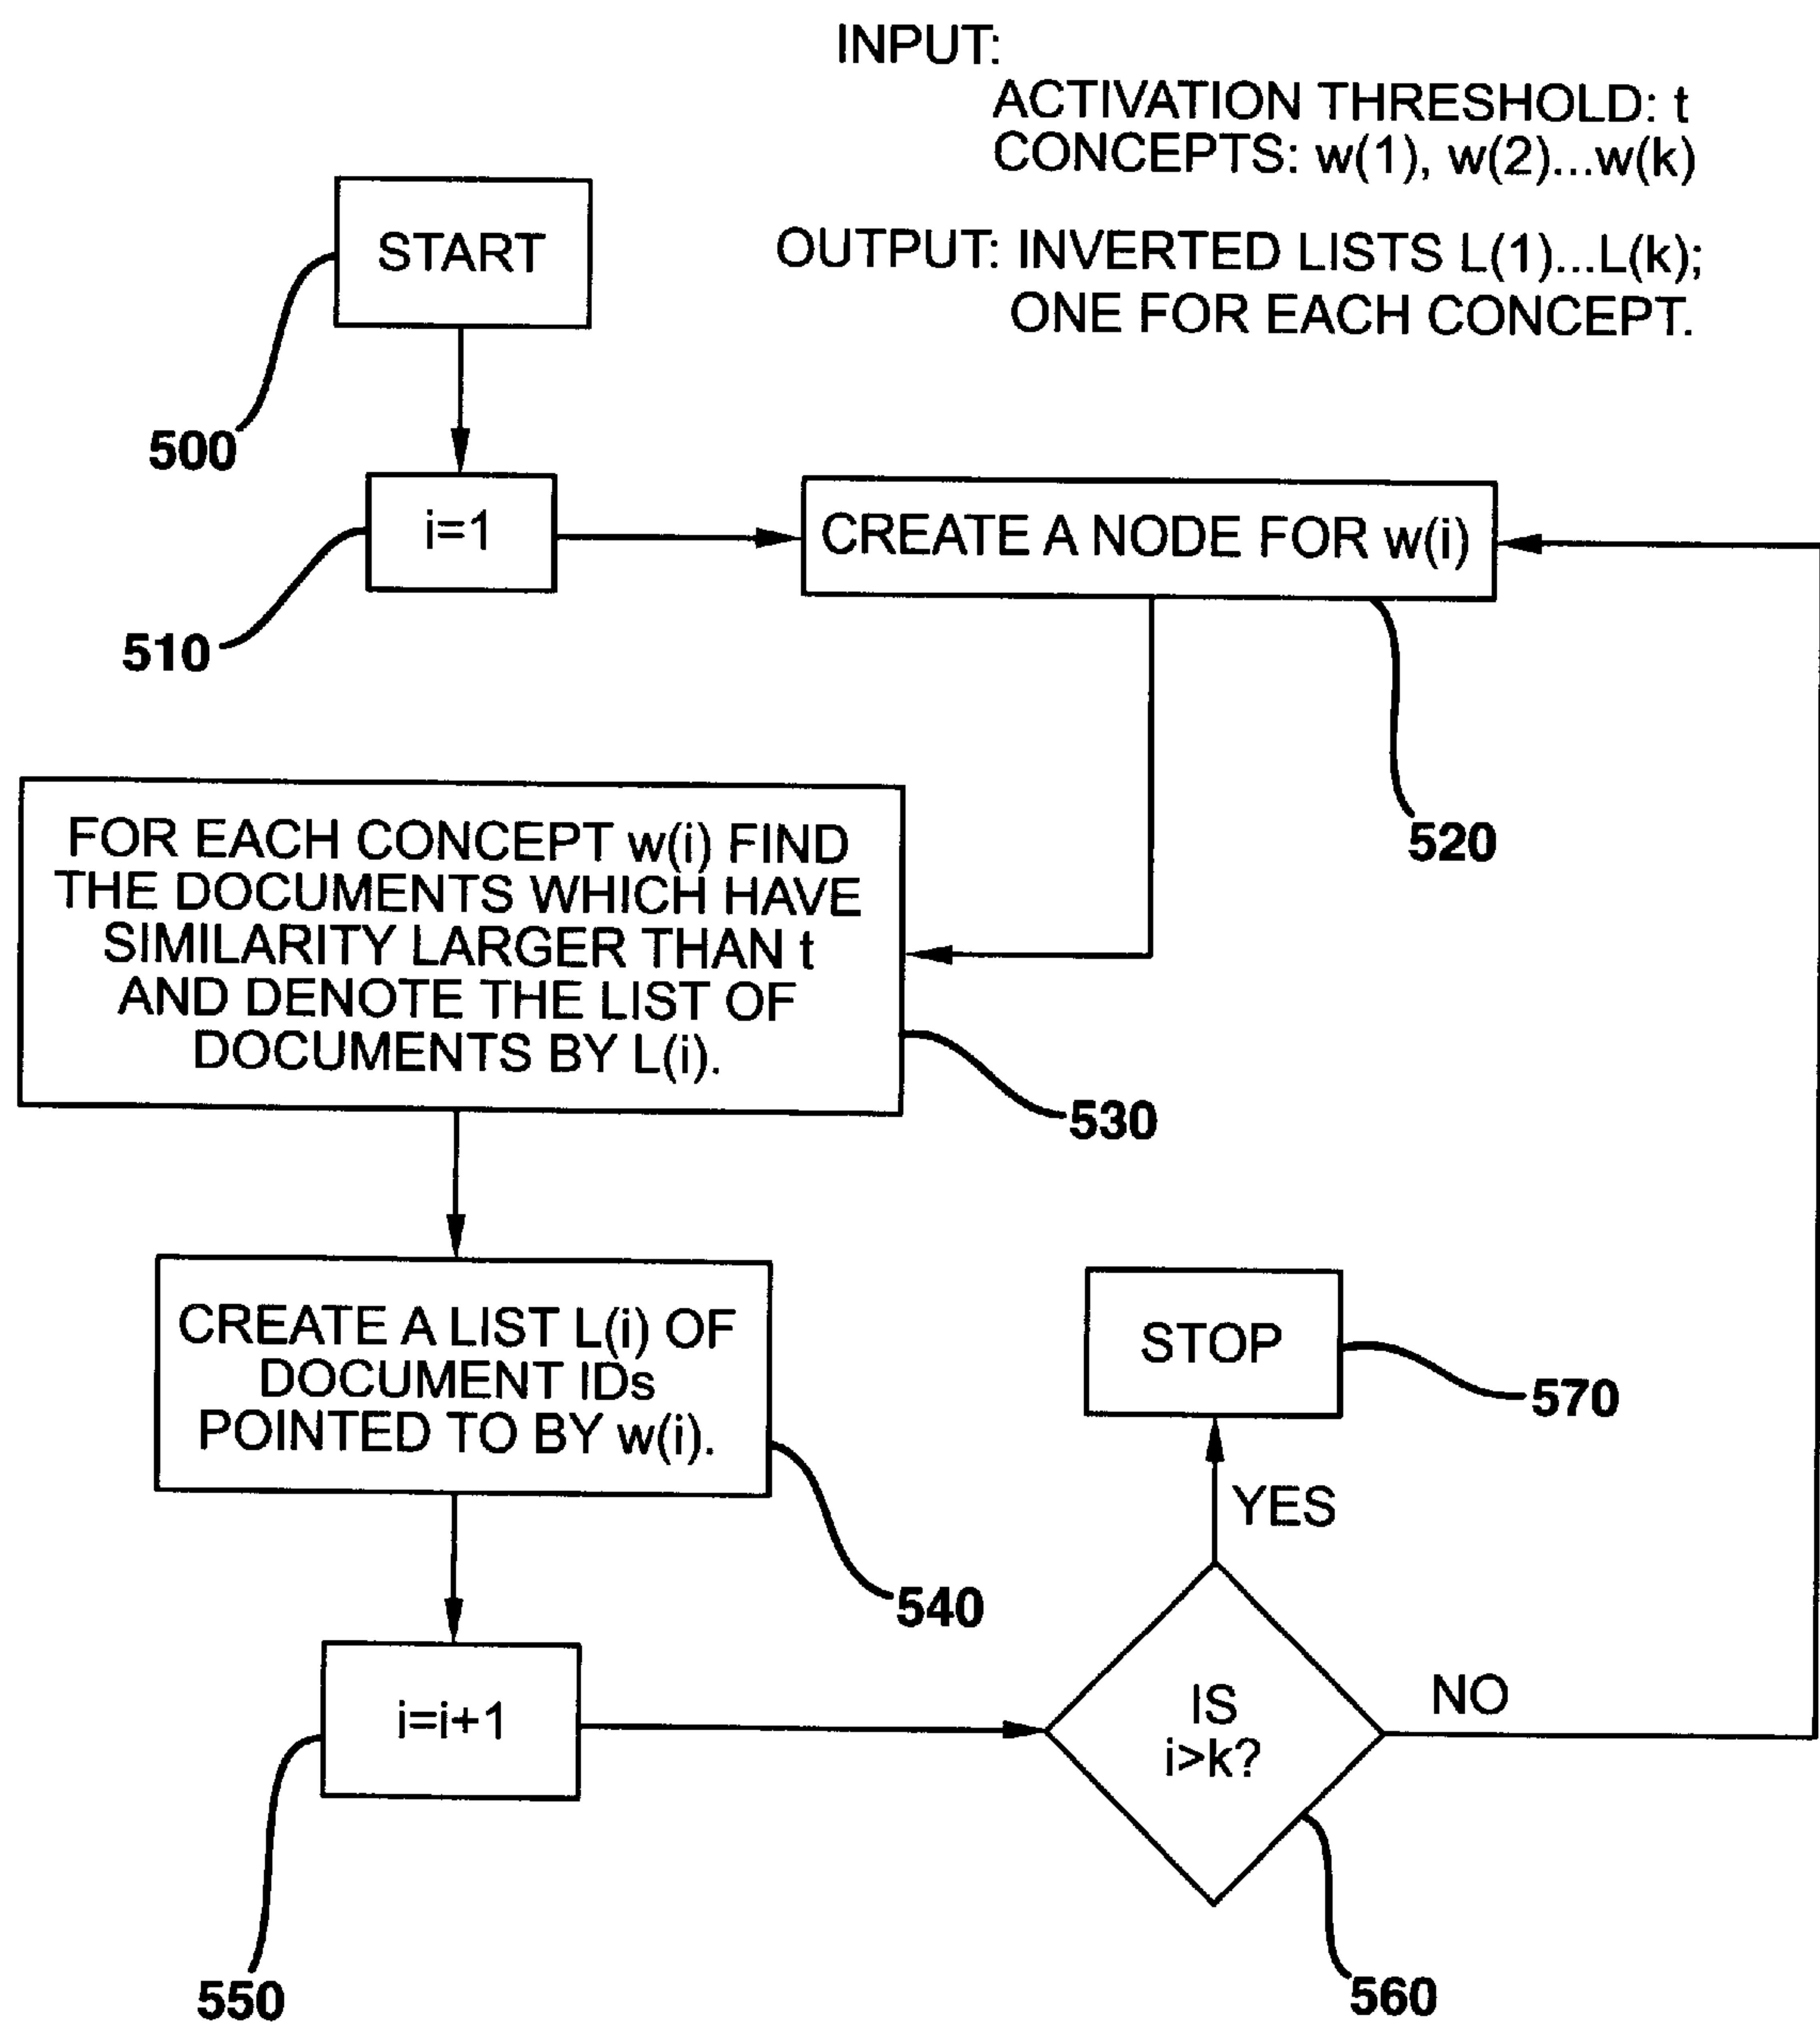 INPUT:
ACTIVATION THRESHOLD: t
CONCEPTS: w(1), w(2)...w(k)
OUTPUT: INVERTED LISTS L(1)...L(k);
ONE FOR EACH CONCEPT.
START
500
i=1
510
CREATE A NODE FOR w(i)
520
FOR EACH CONCEPT w(i) FIND
THE DOCUMENTS WHICH HAVE
SIMILARITY LARGER THAN t
AND DENOTE THE LIST OF
DOCUMENTS BY L(i).
530
CREATE A LIST L(i) OF
DOCUMENT IDs
POINTED TO BY w(i).
540
i=i+1
550
IS
i>k?
560
YES
NO
STOP
570